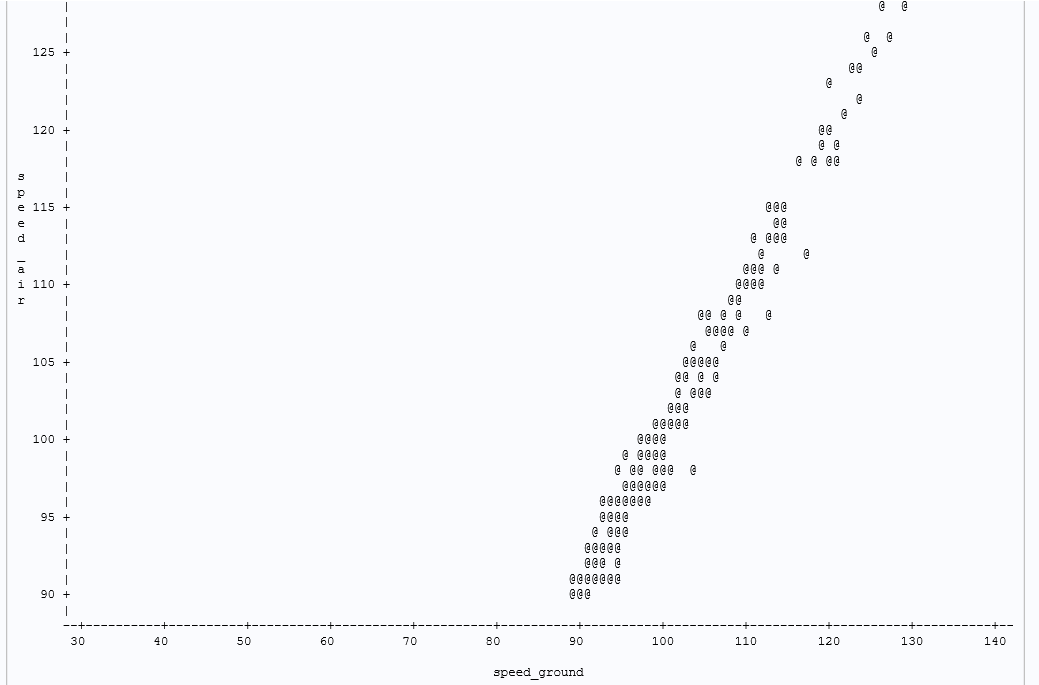 |                                                                                                            @  @
|
|                                                                                                          @  @
125 +                                                                                                           @
|                                                                                                        @@
|                                                                                                     @
|                                                                                                         @
|                                                                                                       @
120 +                                                                                                    @@
|                                                                                                    @ @
|                                                                                                 @ @ @@
s |
p |
e 115 +                                                                                             @@@
e |                                                                                              @@
d |                                                                                           @ @@@
|                                                                                            @     @
_ |
a |                                                                                          @@@ @
i 110 +                                                                                         @@@@
r |                                                                                        @@
|                                                                                    @@ @ @   @
|                                                                                     @@@@ @
|                                                                                   @   @
105 +                                                                                  @@@@@
|                                                                                 @@ @ @
|                                                                                 @ @@@
|                                                                                @@@
|                                                                              @@@@@
100 +                                                                            @@@@
|                                                                          @ @@@@
|                                                                         @ @@ @@@  @
|                                                                          @@@@@@
|                                                                       @@@@@@@
95 +                                                                       @@@@
|                                                                      @ @@@
|                                                                     @@@@@
|                                                                     @@@ @
|                                                                   @@@@@@@
90 +                                                                   @@@
|
--+----------+----------+----------+----------+----------+----------+----------+----------+----------+----------+----------+--
30 40 50 60 70 80 90 100 110 120 130 140
speed_ground